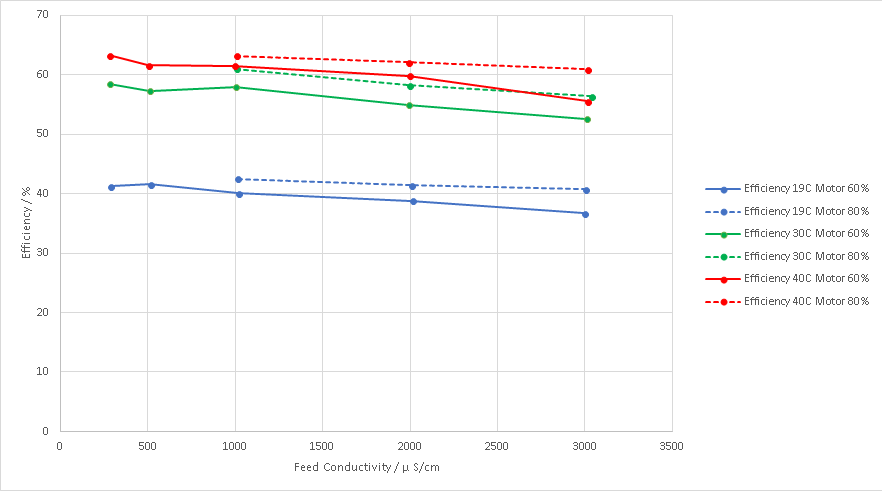 70
60
50
40
30
20
10
0
Efficiency / %
0 500 1000 1500 2000 2500 3000 3500
Feed Conductivity / µ S/cm
Efficiency 19C Motor 60%
Efficiency 19C Motor 80%
Efficiency 30C Motor 60%
Efficiency 30C Motor 80%
Efficiency 40C Motor 60%
Efficiency 40C Motor 80%